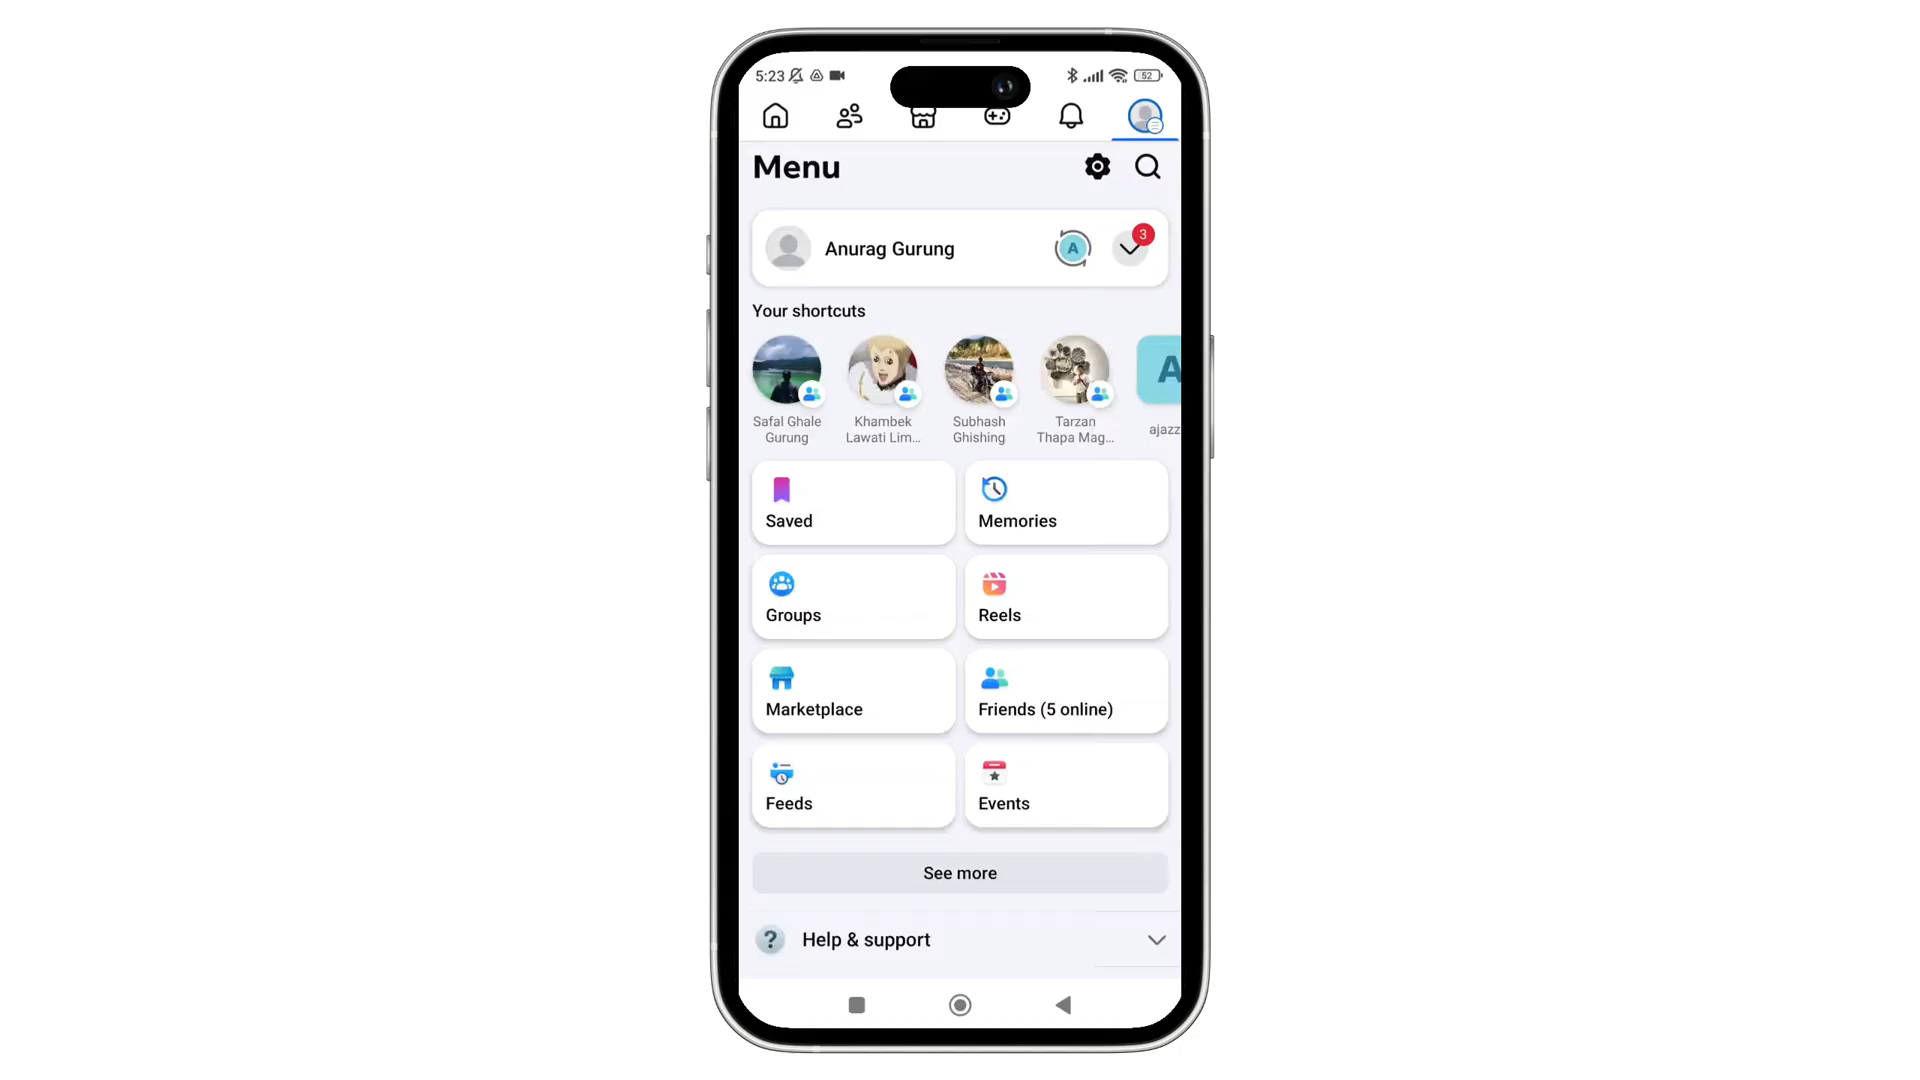 5:23
52
Menu
Anurag Gurung
A
3
Your shortcuts
A
Safal Ghale
Gurung
Khambek
Lawati Lim...
Subhash
Ghishing
Tarzan
Thapa Mag...
ajazz
Saved
Memories
Groups
Reels
Marketplace
Friends (5 online)
Feeds
Events
See more
? Help & support